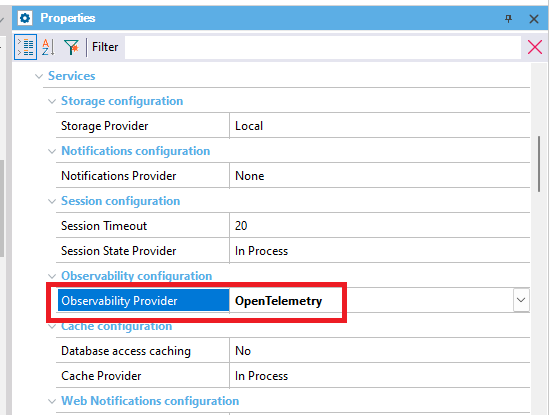 Properties
Filter
Services
Storage configuration
Storage Provider Local
Notifications configuration
Notifications Provider None
Session configuration
Session Timeout 20
Session State Provider In Process
Observability configuration
Observability Provider OpenTelemetry
Cache configuration
Database access caching No
Cache Provider In Process
Web Notifications configuration